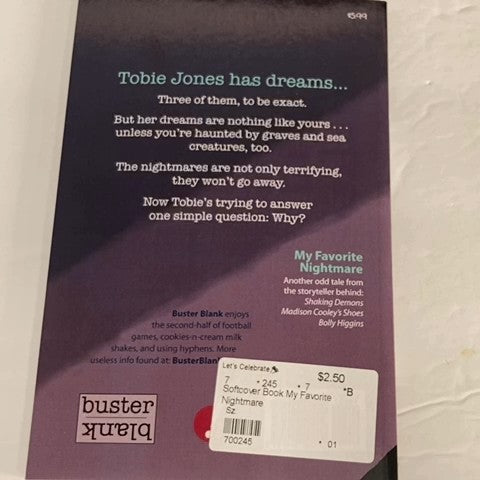 $5.99
Tobie Jones has dreams...
Three of them, to be exact.
But her dreams are nothing like yours . . .
unless you're haunted by graves and sea
creatures, too.
The nightmares are not only terrifying,
they won't go away.
Now Tobie's trying to answer
one simple question: Why?
My Favorite
Nightmare
Another odd tale from
the storyteller behind:
Shaking Demons
Madison Cooley's Shoes
Bolly Higgins
Buster Blank enjoys
the second-half of football
games, cookies-n-cream milk
shakes, and using hyphens. More
useless info found at: BusterBlank
buster
blank
Let's Celebrate
$2.50
7 * 245 * 7 *B
Softcover Book My Favorite
Nightmare
Sz
700245 * 01